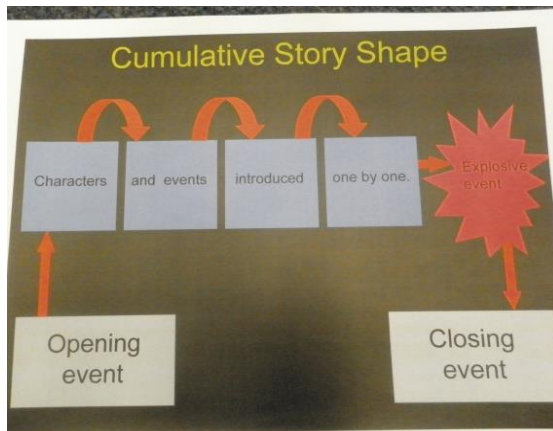 Cumulative Story Shape
Characters
and events
introduced
one by one.
Explosive
event
Opening
event
Closing
event